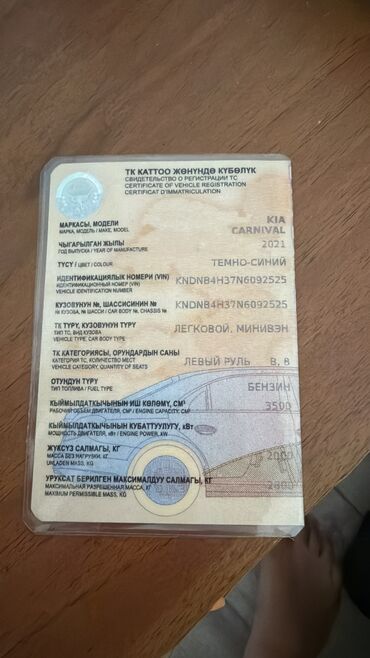 ТК КАТТОО ЖӨНҮНДӨ КҮБӨЛҮК
СВИДЕТЕЛЬСТВО О РЕГИСТРАЦИИ ТС
CERTIFICATE OF VEHICLE REGISTRATION
CERTIFICAT D'IMMATRICULATION
МАРКАСЫ, МОДЕЛИ
МАРКА, МОДЕЛЬ / MAKE, MODEL
KIA
CARNIVAL
ЧЫГАРЫЛГАН ЖЫЛЫ
ГОД ВЫПУСКА / YEAR OF MANUFACTURE
2021
ТҮСҮ / ЦВЕТ / COLOUR
ТЕМНО-СИНИЙ
ИДЕНТИФИКАЦИЯЛЫК НОМЕРИ (VIN)
ИДЕНТИФИКАЦИОННЫЙ НОМЕР (VIN)
VEHICLE IDENTIFICATION NUMBER
KNDNB4H37N6092525
КУЗОВУНУН №, ШАССИСИНИН №
№ КУЗОВА, № ШАССИ / CAR BODY №, CHASSIS №
KNDNB4H37N6092525
ТК ТҮРҮ, КУЗОВУНУН ТҮРҮ
ТИП ТС, ВИД КУЗОВА
VEHICLE TYPE, CAR BODY TYPE
ЛЕГКОВОЙ, МИНИВЭН
ТК КАТЕГОРИЯСЫ, ОРУНДАРДЫН САНЫ
КАТЕГОРИЯ ТС, КОЛИЧЕСТВО МЕСТ
VEHICLE CATEGORY, QUANTITY OF SEATS
ЛЕВЫЙ РУЛЬ B, 8
ОТУНДУН ТҮРҮ
ТИП ТОПЛИВА / FUEL TYPE
БЕНЗИН
КЫЙМЫЛДАТКЫЧЫНЫН ИШ КӨЛӨМҮ, СМ³
РАБОЧИЙ ОБЪЕМ ДВИГАТЕЛЯ, СМ³ / ENGINE CAPACITY, CM³
3500
КЫЙМЫЛДАТКЫЧЫНЫН КУБАТТУУЛУГУ, кВт
МОЩНОСТЬ ДВИГАТЕЛЯ, кВт / ENGINE POWER, KW
ЖҮКСҮЗ САЛМАГЫ, КГ
МАССА БЕЗ НАГРУЗКИ, КГ
UNLADEN MASS, KG
2000
УРУКСАТ БЕРИЛГЕН МАКСИМАЛДУУ САЛМАГЫ, КГ
МАКСИМАЛЬНАЯ РАЗРЕШЕННАЯ МАССА, КГ
MAXIMUM PERMISSIBLE MASS, KG